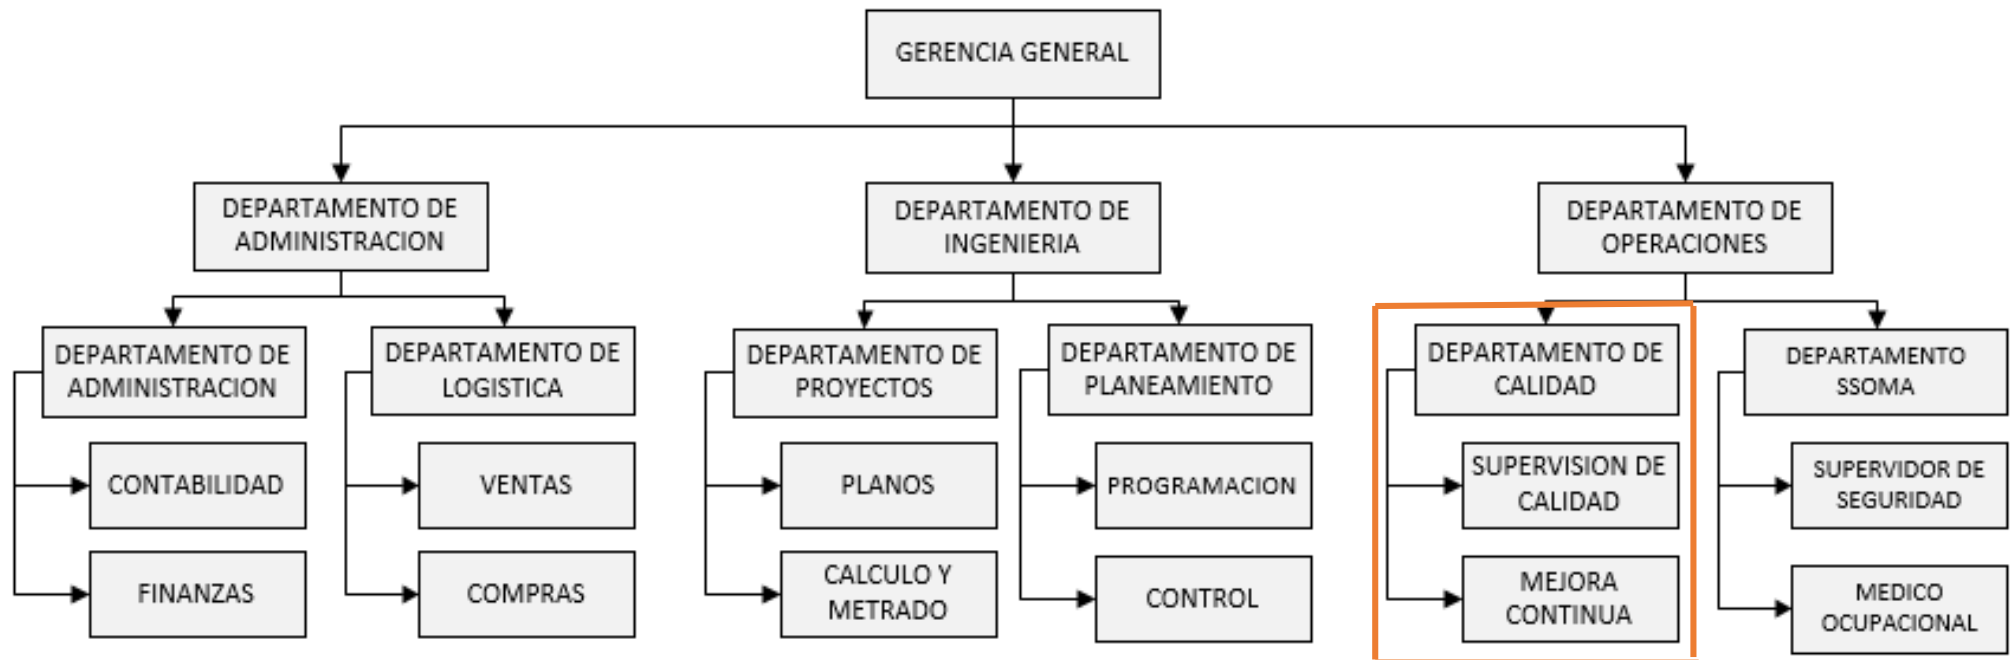 GERENCIA GENERAL
DEPARTAMENTO DE
ADMINISTRACION
DEPARTAMENTO DE
INGENIERIA
DEPARTAMENTO DE
OPERACIONES
DEPARTAMENTO DE
ADMINISTRACION
DEPARTAMENTO DE
LOGISTICA
DEPARTAMENTO DE
PROYECTOS
DEPARTAMENTO DE
PLANEAMIENTO
DEPARTAMENTO DE
CALIDAD
DEPARTAMENTO
SSOMA
CONTABILIDAD
VENTAS
PLANOS
PROGRAMACION
SUPERVISION DE
CALIDAD
SUPERVIDOR DE
SEGURIDAD
FINANZAS
COMPRAS
CALCULO Y
METRADO
CONTROL
MEJORA
CONTINUA
MEDICO
OCUPACIONAL